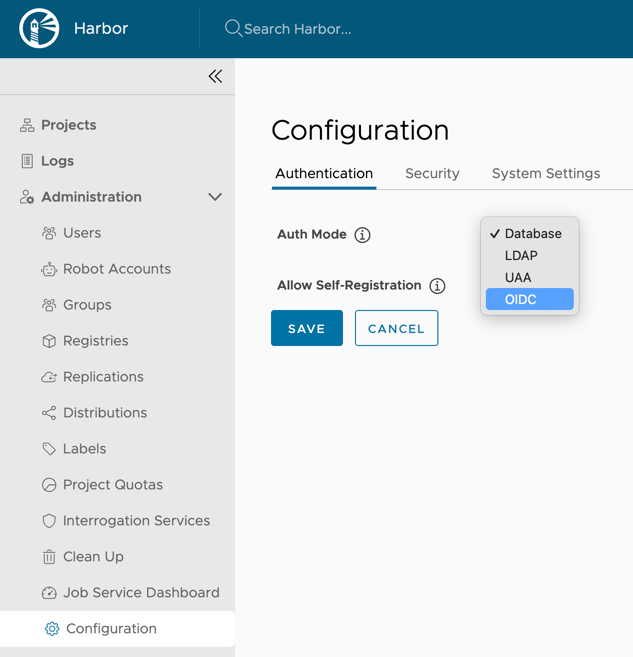 Harbor
Search Harbor...
Projects
Logs
Administration
Users
Robot Accounts
Groups
Registries
Replications
Distributions
Labels
Project Quotas
Interrogation Services
Clean Up
Job Service Dashboard
Configuration
Configuration
Authentication Security System Settings
Auth Mode
✓ Database
LDAP
UAA
OIDC
Allow Self-Registration
SAVE CANCEL